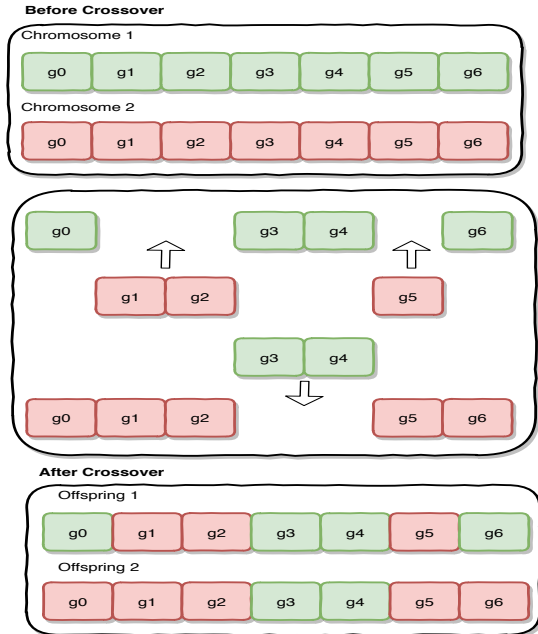 Before Crossover
Chromosome 1
g0 g1 g2 g3 g4 g5 g6
Chromosome 2
g0 g1 g2 g3 g4 g5 g6
g0 g3 g4 g6
g1 g2 g5
g3 g4
g0 g1 g2 g5 g6
After Crossover
Offspring 1
g0 g1 g2 g3 g4 g5 g6
Offspring 2
g0 g1 g2 g3 g4 g5 g6